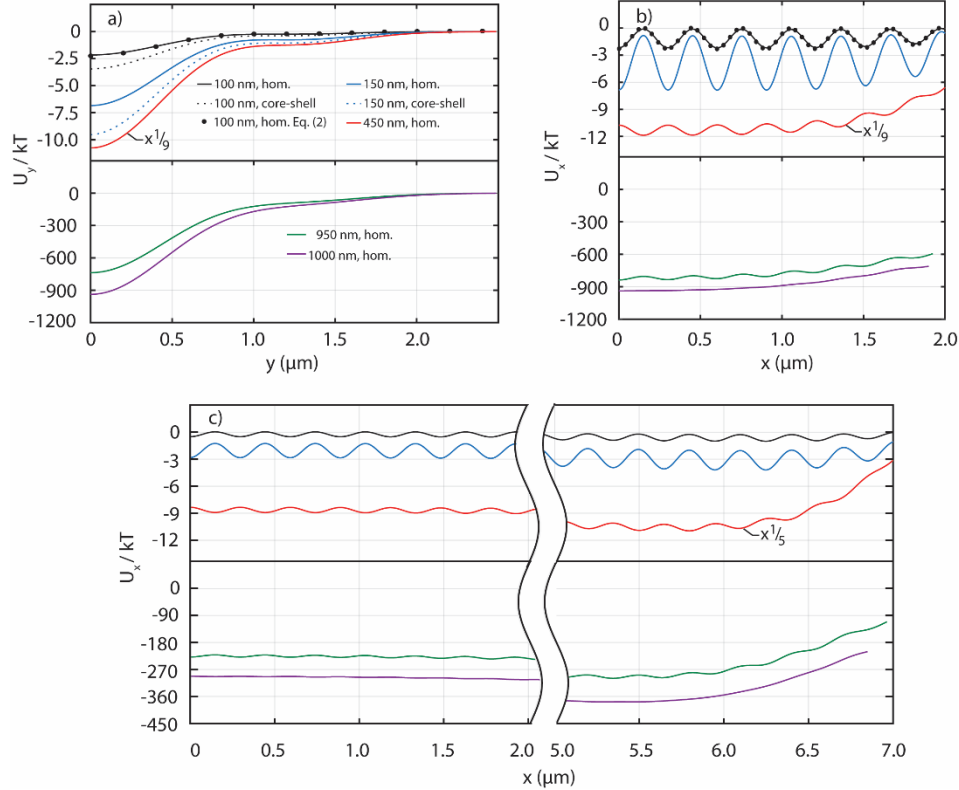 a)
0
-2.5
-5.0
-7.5
-10.0
100 nm, hom.
100 nm, core-shell
100 nm, hom. Eq. (2)
150 nm, hom.
150 nm, core-shell
450 nm, hom.
x1/9
U_y / kT
0
-300
-600
-900
-1200
950 nm, hom.
1000 nm, hom.
0 0.5 1.0 1.5 2.0
y (μm)
b)
0
-3
-6
-9
-12
x1/9
U_x / kT
0
-300
-600
-900
-1200
0 0.5 1.0 1.5 2.0
x (μm)
c)
0
-3
-6
-9
-12
x1/5
U_x / kT
0
-90
-180
-270
-360
-450
0 0.5 1.0 1.5 2.0 5.0 5.5 6.0 6.5 7.0
x (μm)